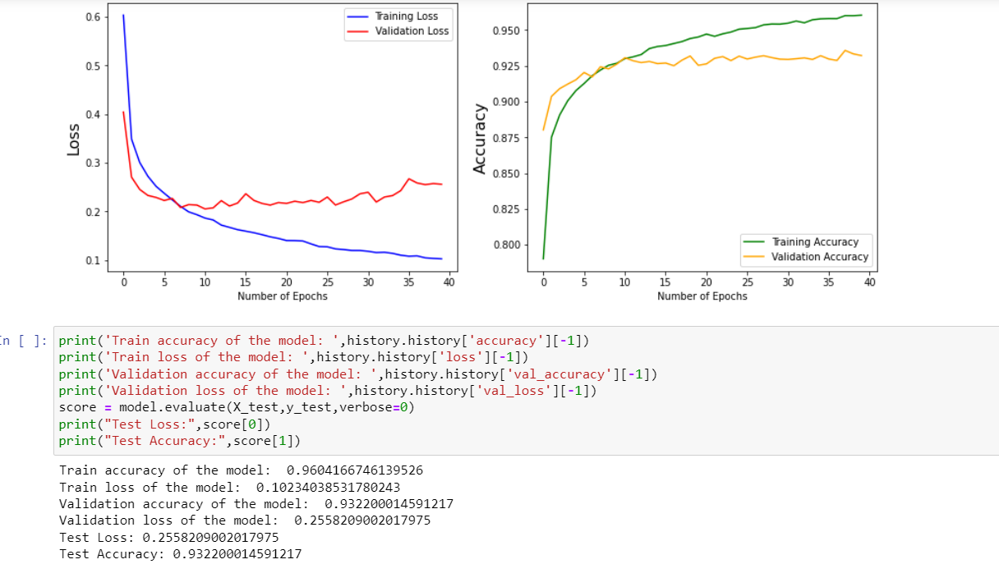 0.6
0.5
0.4
0.3
0.2
0.1
Loss
Training Loss
Validation Loss
0 5 10 15 20 25 30 35 40
Number of Epochs
0.950
0.925
0.900
0.875
0.850
0.825
0.800
Accuracy
Training Accuracy
Validation Accuracy
0 5 10 15 20 25 30 35 40
Number of Epochs
In [ ]:
print('Train accuracy of the model: ',history.history['accuracy'][-1])
print('Train loss of the model: ',history.history['loss'][-1])
print('Validation accuracy of the model: ',history.history['val_accuracy'][-1])
print('Validation loss of the model: ',history.history['val_loss'][-1])
score = model.evaluate(X_test,y_test,verbose=0)
print("Test Loss:",score[0])
print("Test Accuracy:",score[1])
Train accuracy of the model:  0.9604166746139526
Train loss of the model:  0.10234038531780243
Validation accuracy of the model:  0.932200014591217
Validation loss of the model:  0.2558209002017975
Test Loss: 0.2558209002017975
Test Accuracy: 0.932200014591217